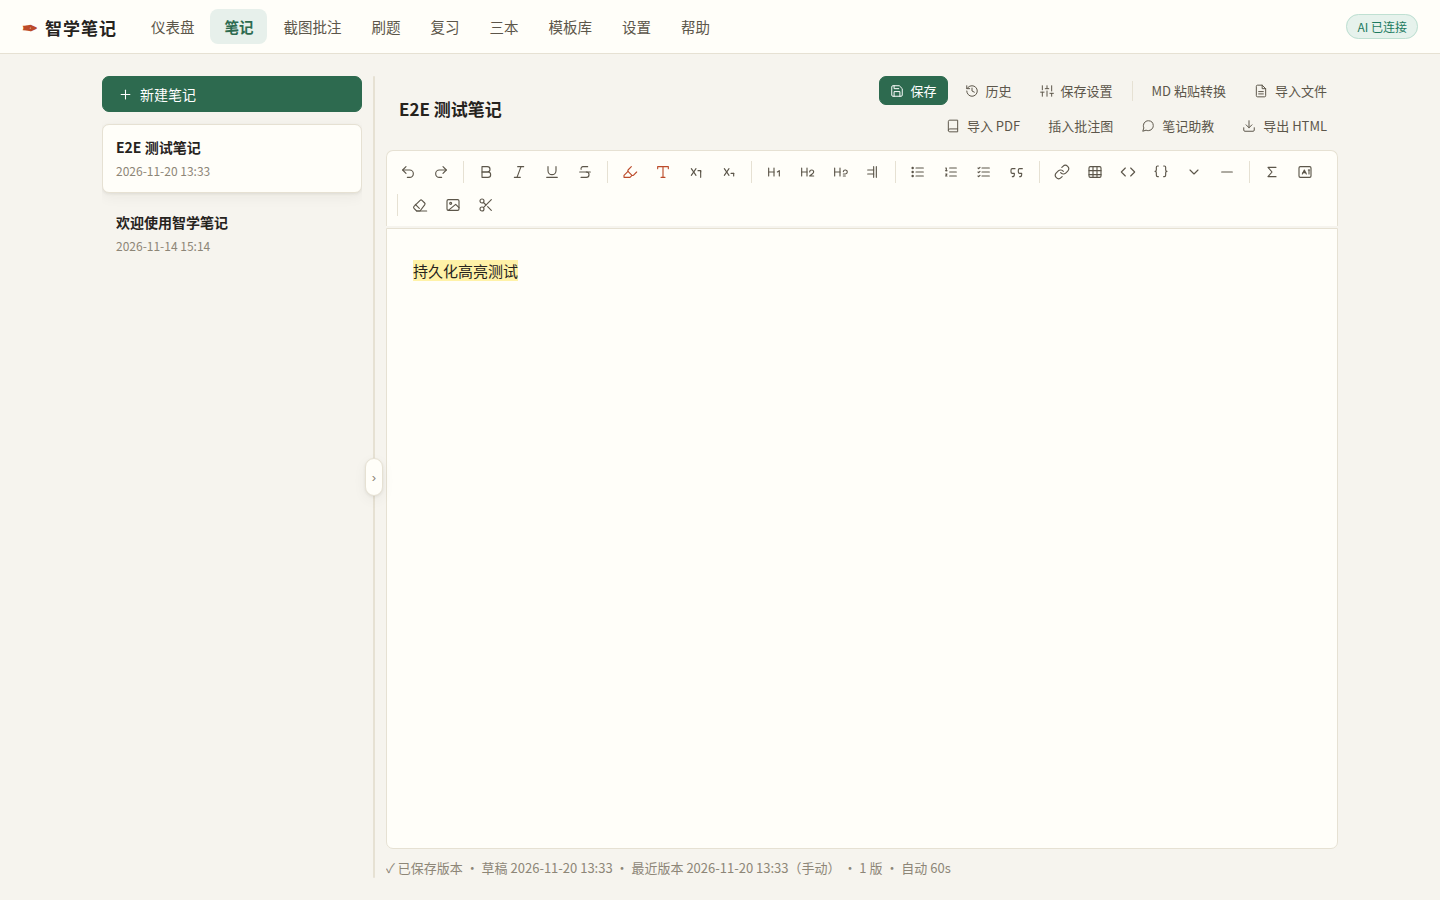 智学笔记 仪表盘 笔记 截图批注 刷题 复习 三本 模板库 设置 帮助 AI 已连接
新建笔记
E2E 测试笔记
2026-11-20 13:33
欢迎使用智学笔记
2026-11-14 15:14
E2E 测试笔记
保存 历史 保存设置 MD 粘贴转换 导入文件
导入 PDF 插入批注图 笔记助教 导出 HTML
持久化高亮测试
✓ 已保存版本 · 草稿 2026-11-20 13:33 · 最近版本 2026-11-20 13:33（手动） · 1 版 · 自动 60s